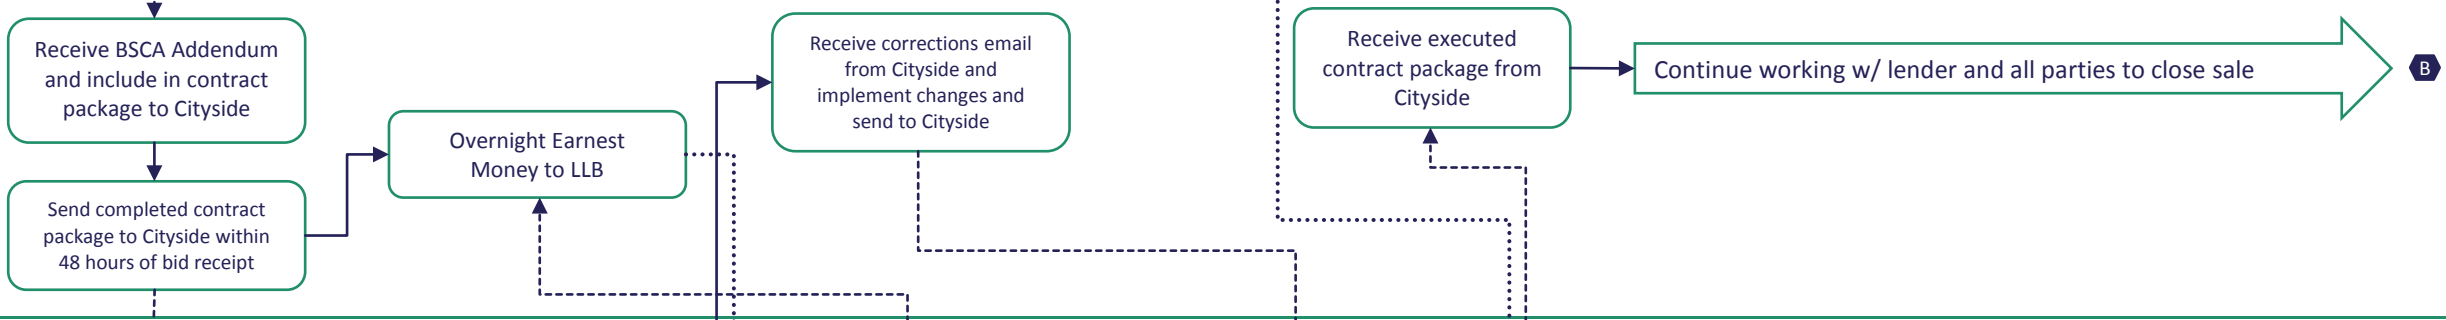 Receive BSCA Addendum
and include in contract
package to Cityside
Send completed contract
package to Cityside within
48 hours of bid receipt
Overnight Earnest
Money to LLB
Receive corrections email
from Cityside and
implement changes and
send to Cityside
Receive executed
contract package from
Cityside
Continue working w/ lender and all parties to close sale
B